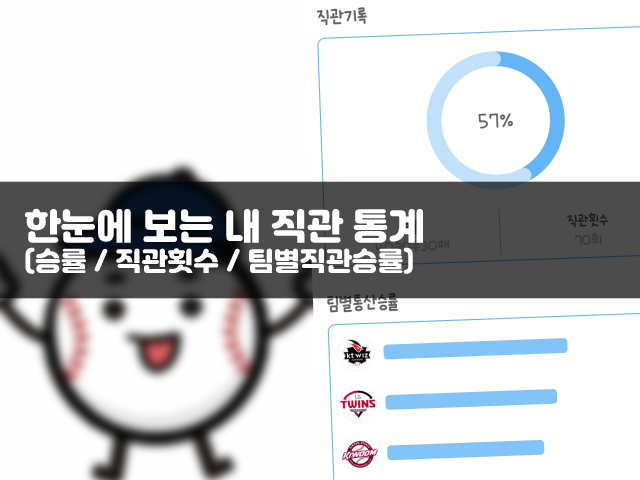 직관기록
57%
한눈에 보는 내 직관 통계
(승률 / 직관횟수 / 팀별직관승률)
직관횟수
30패
70회
팀별통산승률
kt wiz
LG
TWINS
KIWOOM